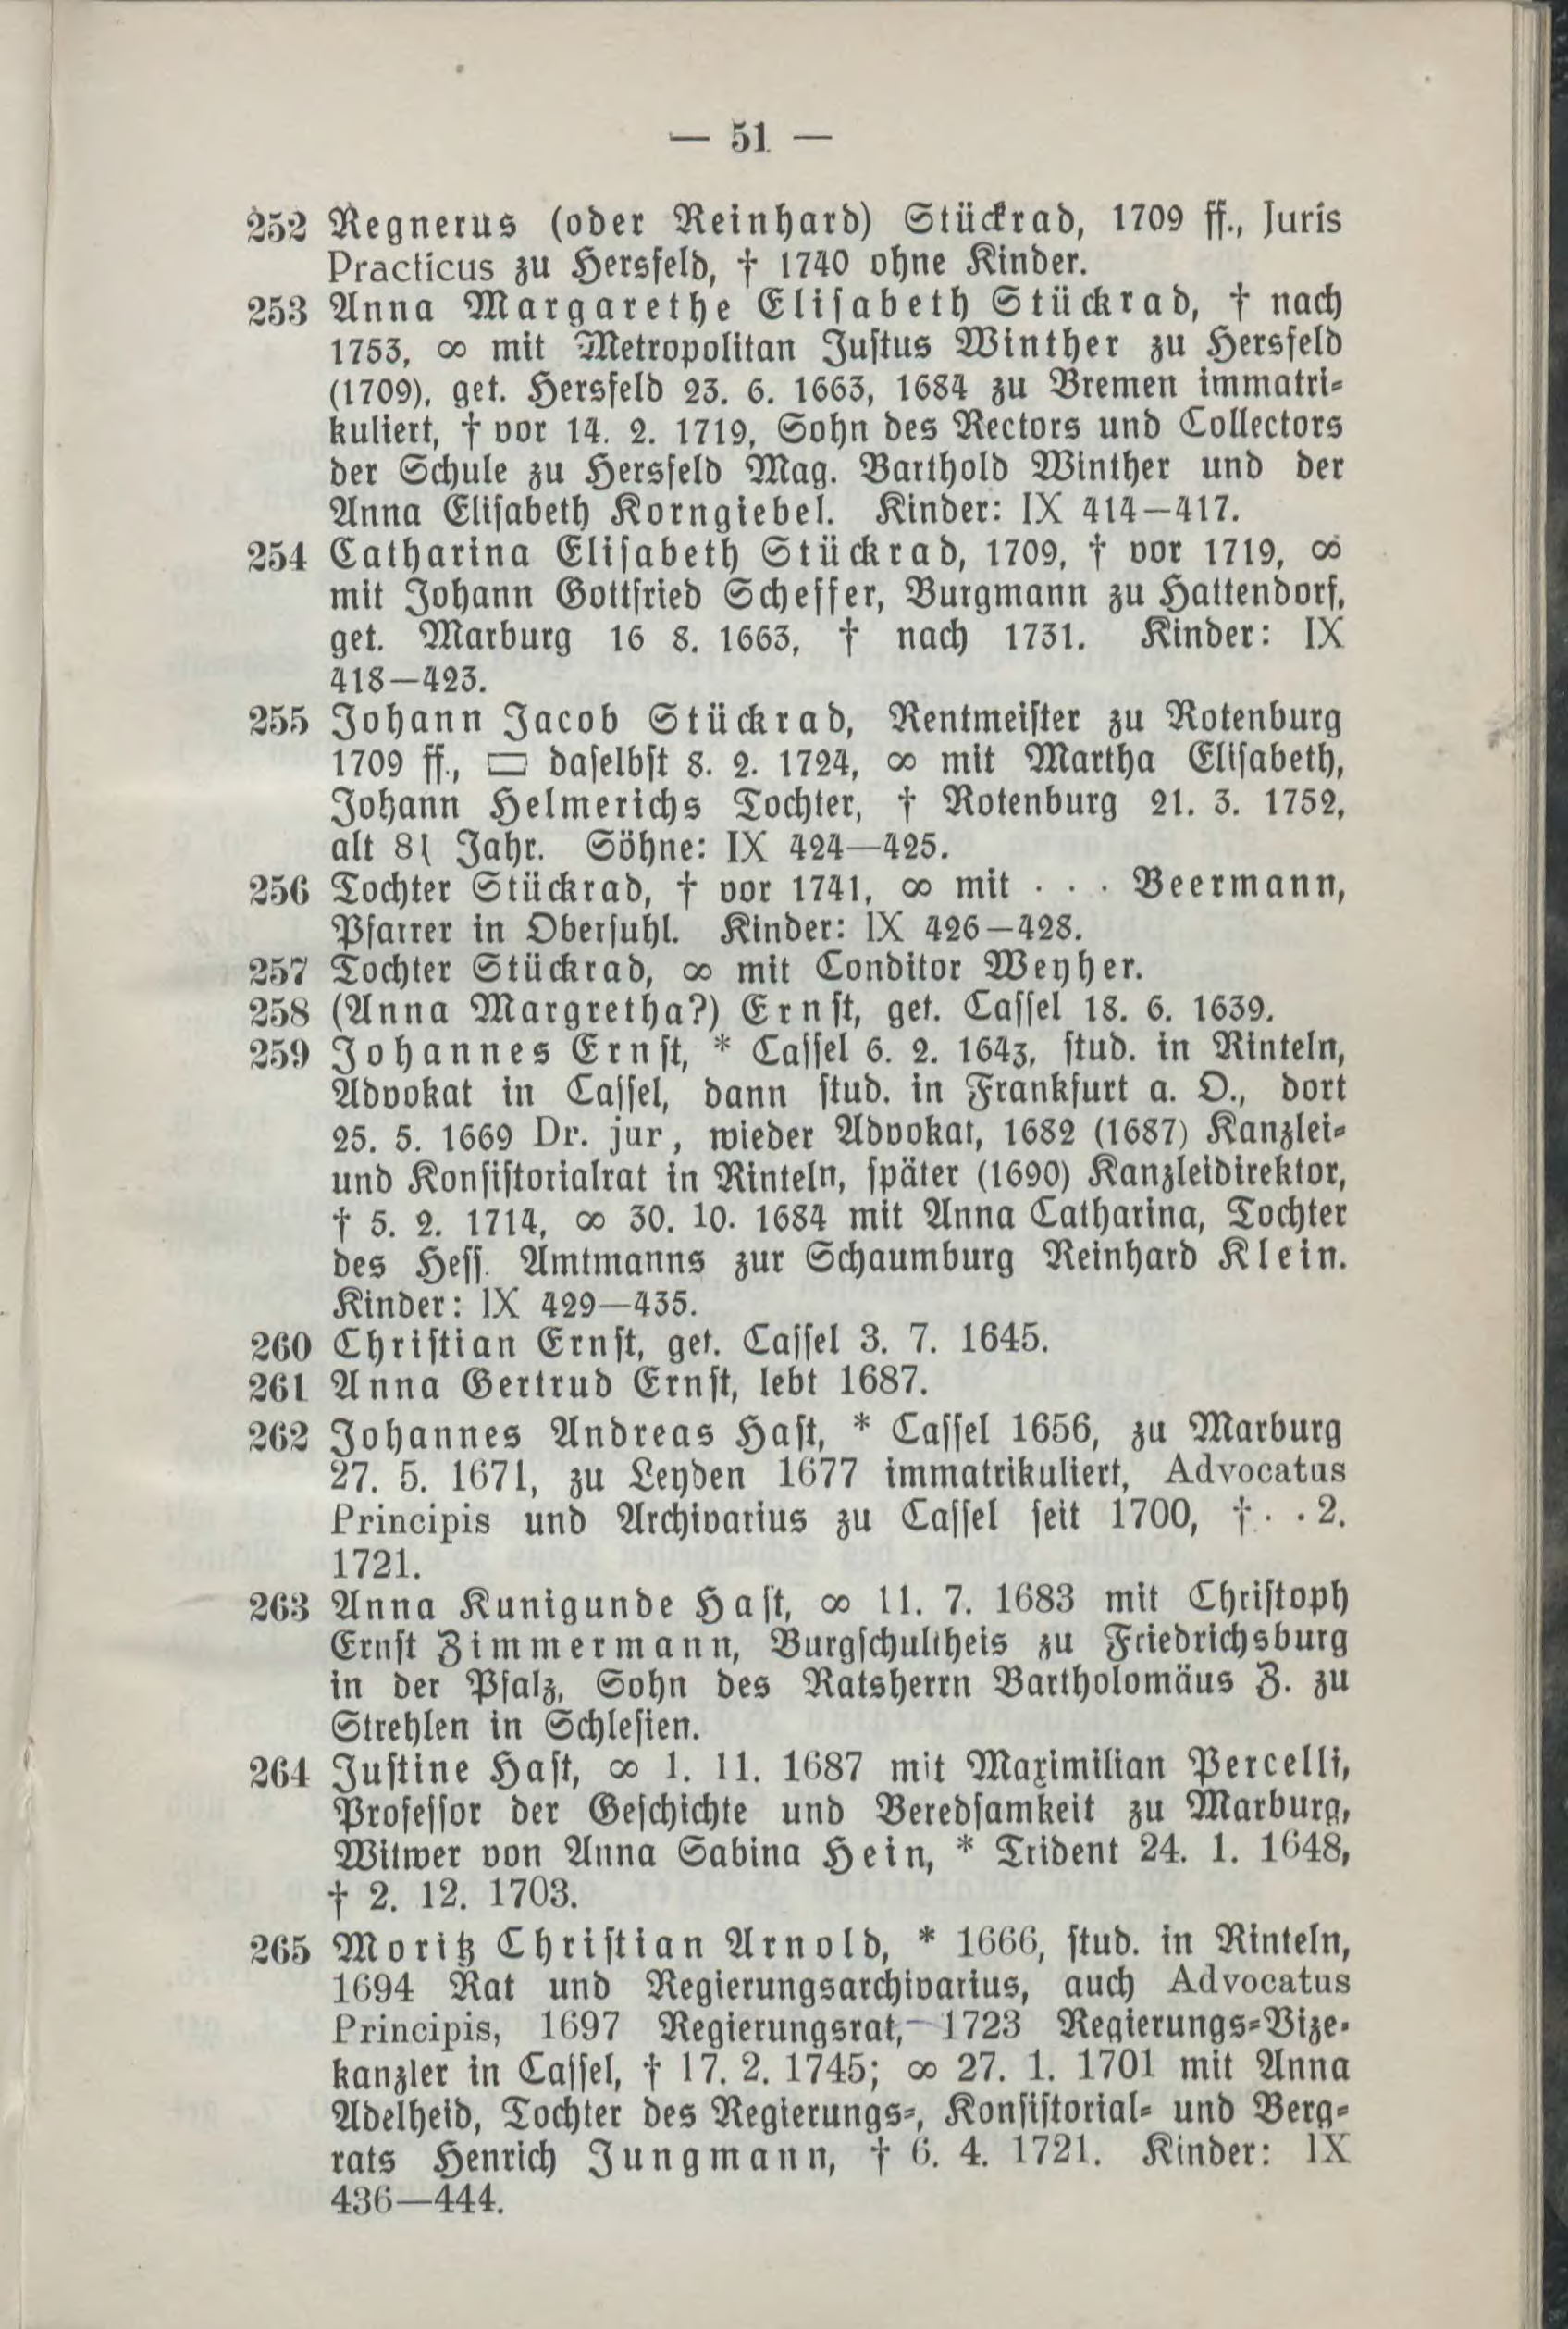 — 51 —
252 Regnerus (oder Reinhard) Stückrad, 1709 ff., Juris
Practicus zu Hersfeld, † 1740 ohne Kinder.
253 Anna Margarethe Elisabeth Stückrad, † nach
1753, ∞ mit Metropolitan Justus Winther zu Hersfeld
(1709), get. Hersfeld 23. 6. 1663, 1684 zu Bremen immatri-
kuliert, † vor 14. 2. 1719, Sohn des Rectors und Collectors
der Schule zu Hersfeld Mag. Barthold Winther und der
Anna Elisabeth Korngiebel. Kinder: IX 414—417.
254 Catharina Elisabeth Stückrad, 1709, † vor 1719, ∞
mit Johann Gottfried Scheffer, Burgmann zu Hattendorf,
get. Marburg 16 8. 1663, † nach 1731. Kinder: IX
418—423.
255 Johann Jacob Stückrad, Rentmeister zu Rotenburg
1709 ff., ▭ daselbst 8. 2. 1724, ∞ mit Martha Elisabeth,
Johann Helmerichs Tochter, † Rotenburg 21. 3. 1752,
alt 81 Jahr. Söhne: IX 424—425.
256 Tochter Stückrad, † vor 1741, ∞ mit . . . Beermann,
Pfarrer in Obersuhl. Kinder: IX 426—428.
257 Tochter Stückrad, ∞ mit Conditor Weyher.
258 (Anna Margretha?) Ernst, get. Cassel 18. 6. 1639.
259 Johannes Ernst, * Cassel 6. 2. 1643, stud. in Rinteln,
Advokat in Cassel, dann stud. in Frankfurt a. O., dort
25. 5. 1669 Dr. jur, wieder Advokat, 1682 (1687) Kanzlei-
und Konsistorialrat in Rinteln, später (1690) Kanzleidirektor,
† 5. 2. 1714, ∞ 30. 10. 1684 mit Anna Catharina, Tochter
des Hess. Amtmanns zur Schaumburg Reinhard Klein.
Kinder: IX 429—435.
260 Christian Ernst, get. Cassel 3. 7. 1645.
261 Anna Gertrud Ernst, lebt 1687.
262 Johannes Andreas Hast, * Cassel 1656, zu Marburg
27. 5. 1671, zu Leyden 1677 immatrikuliert, Advocatus
Principis und Archivarius zu Cassel seit 1700, † . . 2.
1721.
263 Anna Kunigunde Hast, ∞ 11. 7. 1683 mit Christoph
Ernst Zimmermann, Burgschultheis zu Friedrichsburg
in der Pfalz, Sohn des Ratsherrn Bartholomäus Z. zu
Strehlen in Schlesien.
264 Justine Hast, ∞ 1. 11. 1687 mit Maximilian Percelli,
Professor der Geschichte und Beredsamkeit zu Marburg,
Witwer von Anna Sabina Hein, * Trident 24. 1. 1648,
† 2. 12. 1703.
265 Moritz Christian Arnold, * 1666, stud. in Rinteln,
1694 Rat und Regierungsarchivarius, auch Advocatus
Principis, 1697 Regierungsrat, 1723 Regierungs-Vize-
kanzler in Cassel, † 17. 2. 1745; ∞ 27. 1. 1701 mit Anna
Adelheid, Tochter des Regierungs-, Konsistorial- und Berg-
rats Henrich Jungmann, † 6. 4. 1721. Kinder: IX
436—444.